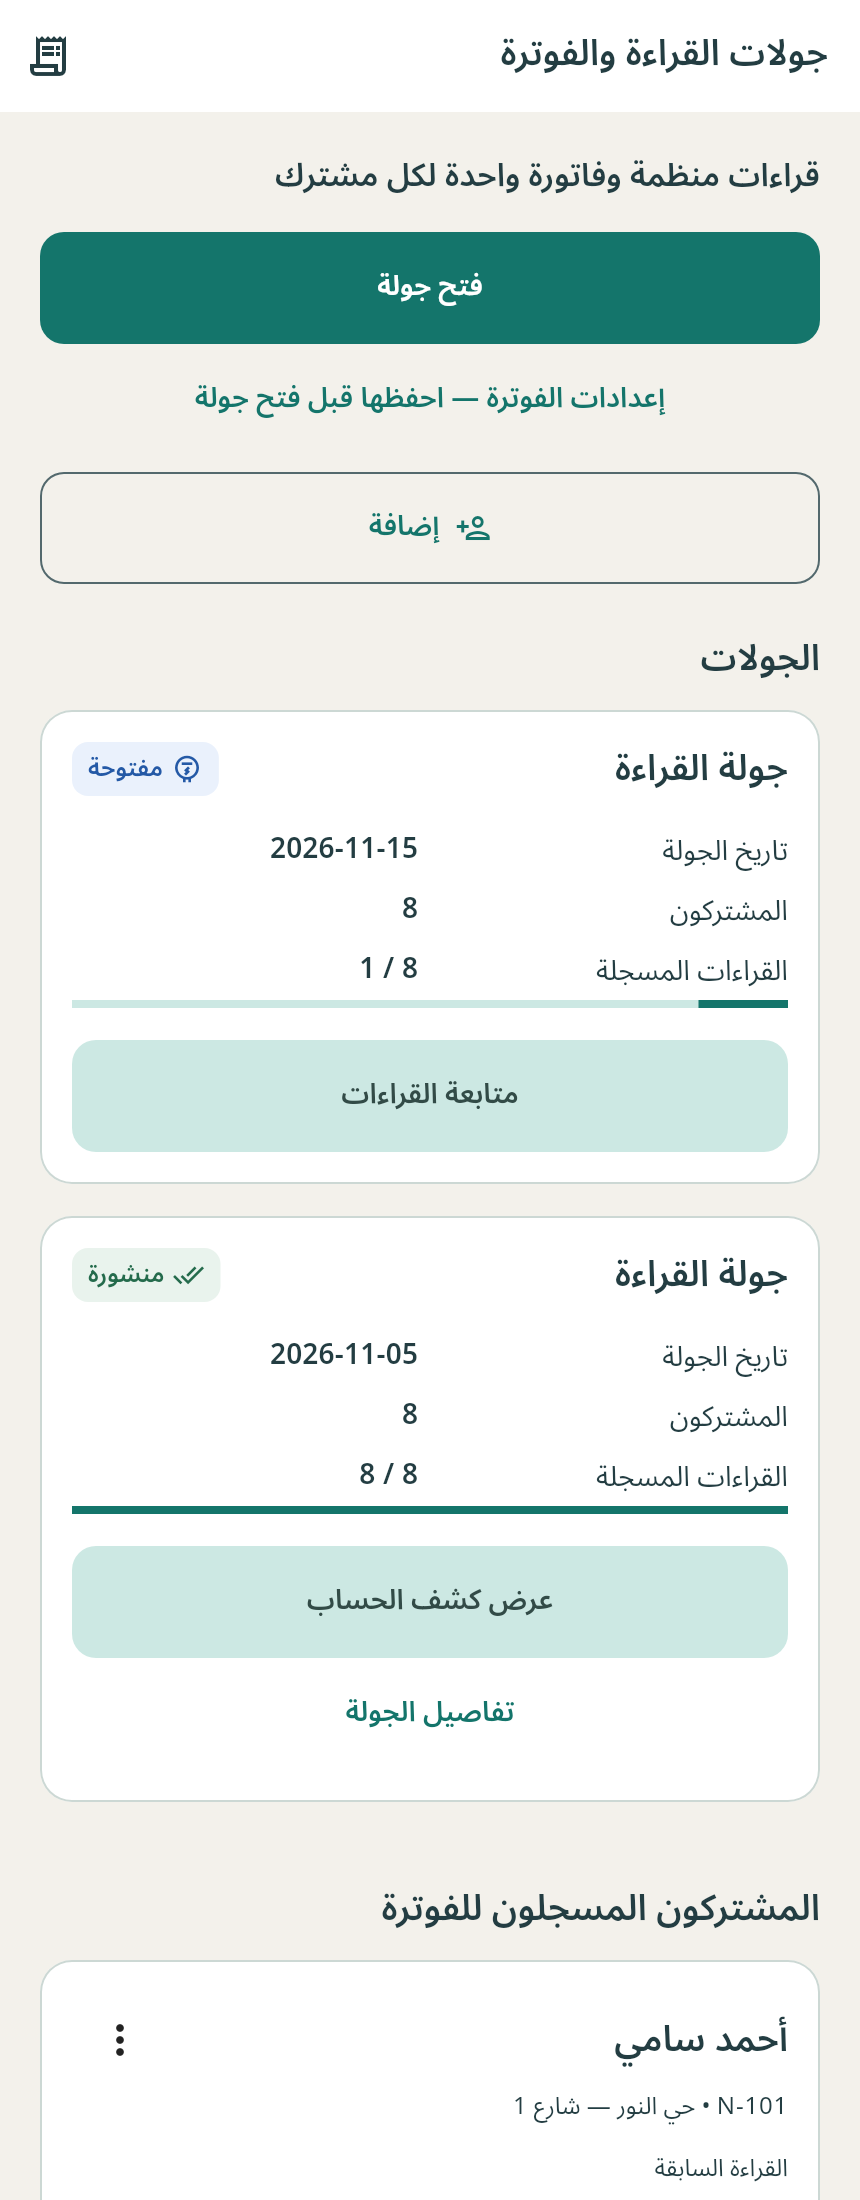 جولات القراءة والفوترة
قراءات منظمة وفاتورة واحدة لكل مشترك
فتح جولة
إعدادات الفوترة — احفظها قبل فتح جولة
إضافة
الجولات
جولة القراءة
مفتوحة
تاريخ الجولة 2026-11-15
المشتركون 8
القراءات المسجلة 1 / 8
متابعة القراءات
جولة القراءة
منشورة
تاريخ الجولة 2026-11-05
المشتركون 8
القراءات المسجلة 8 / 8
عرض كشف الحساب
تفاصيل الجولة
المشتركون المسجلون للفوترة
أحمد سامي
N-101 • حي النور — شارع 1
القراءة السابقة